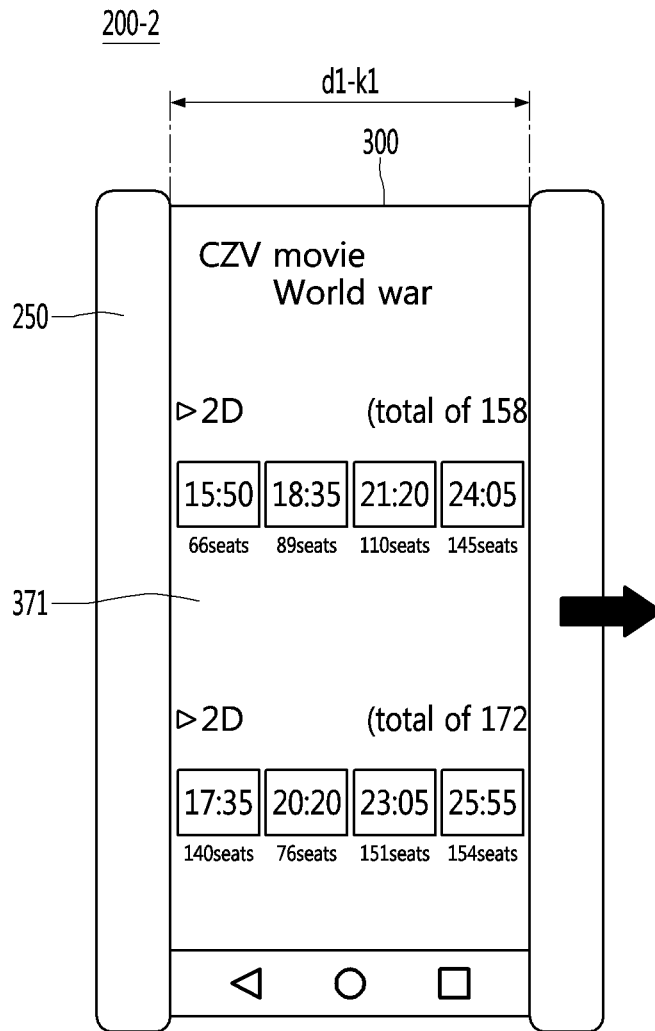 200-2
d1-k1
300
CZV movie
World war
250
2D (total of 158
15:50 18:35 21:20 24:05
66seats 89seats 110seats 145seats
371
2D (total of 172
17:35 20:20 23:05 25:55
140seats 76seats 151seats 154seats